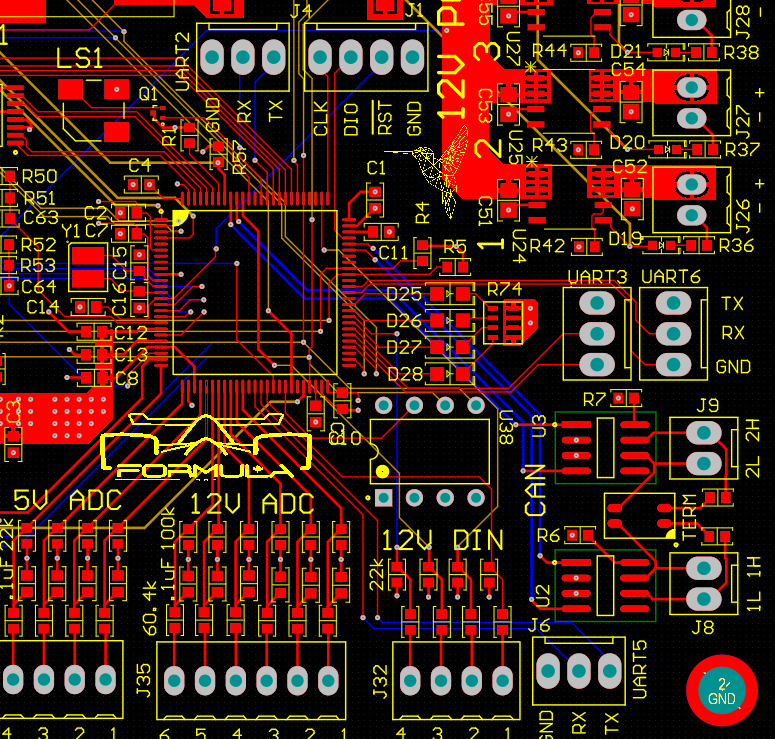 J4
J1
12V
C55
U27
R44
D21
R38
J28
-
LS1
Q1
UART2
GND
RX
TX
CLK
DIO
RST
GND
3
C53
C54
J27
+
-
R1
R57
2
U25
R43
D20
R37
C4
C1
C52
R50
R51
C63
R52
R53
C64
C14
Y1
C15
C16
C11
R4
R5
C51
1
U24
R42
D19
R36
J26
+
-
D25
D26
D27
D28
R74
UART3
UART6
TX
RX
GND
C12
C13
C8
R7
J9
U38
U3
2H
2L
FORMULA
CAN
TERM
5V ADC
12V ADC
12V DIN
22k
.1uF
.1uF 100k
60.4k
22k
R6
U2
1H
1L
J8
J6
J35
J32
UART5
GND
RX
TX
4
3
2
1
6
5
4
3
2
1
4
3
2
1
GND